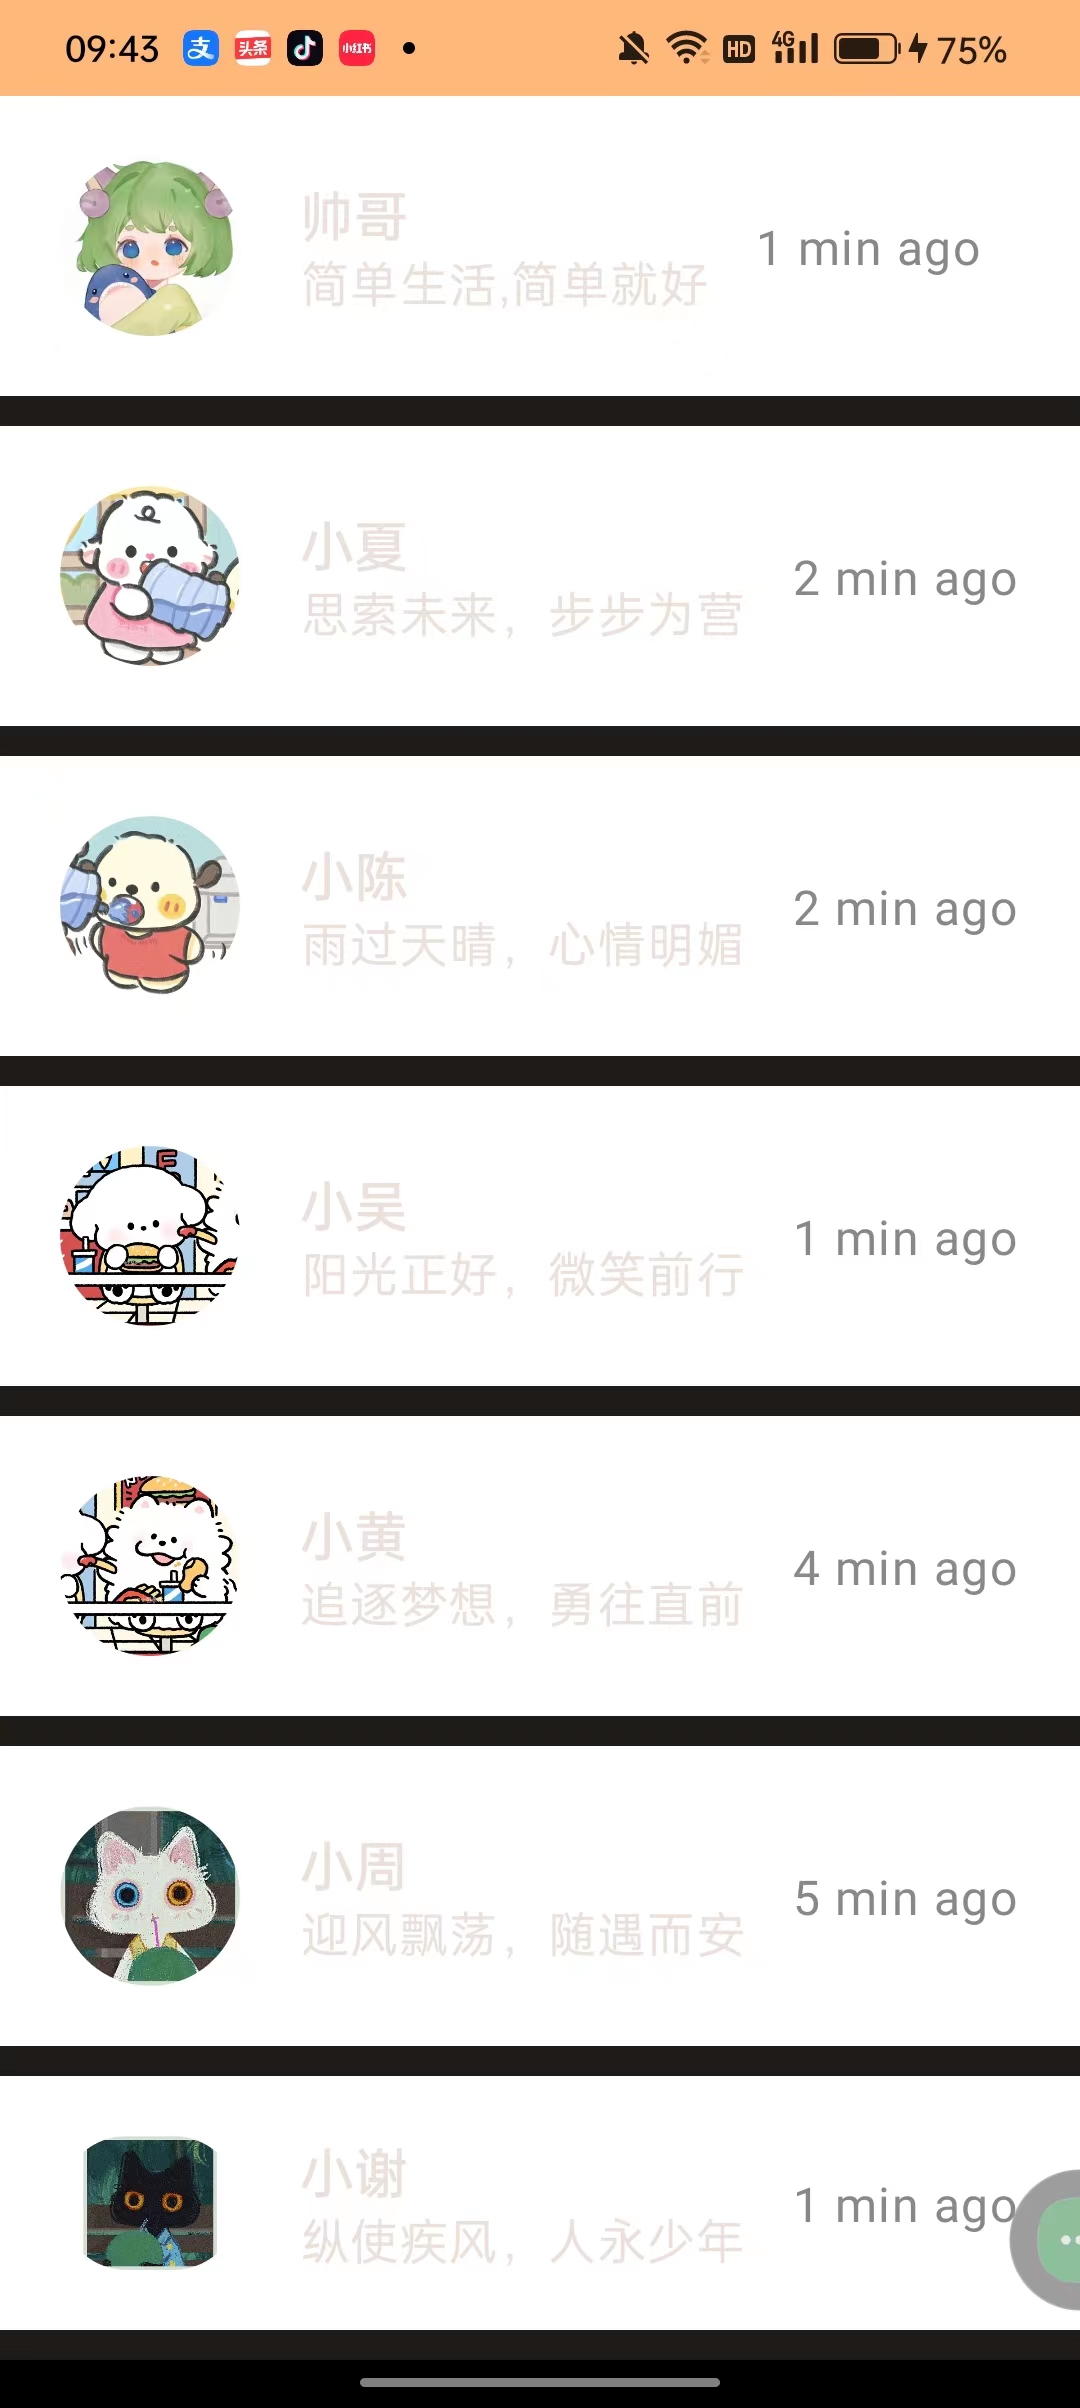 09:43 支 头条 小红书 HD 4G 75%
帅哥
简单生活,简单就好
1 min ago
小夏
思索未来，步步为营
2 min ago
小陈
雨过天晴，心情明媚
2 min ago
小吴
阳光正好，微笑前行
1 min ago
小黄
追逐梦想，勇往直前
4 min ago
小周
迎风飘荡，随遇而安
5 min ago
小谢
纵使疾风，人永少年
1 min ago